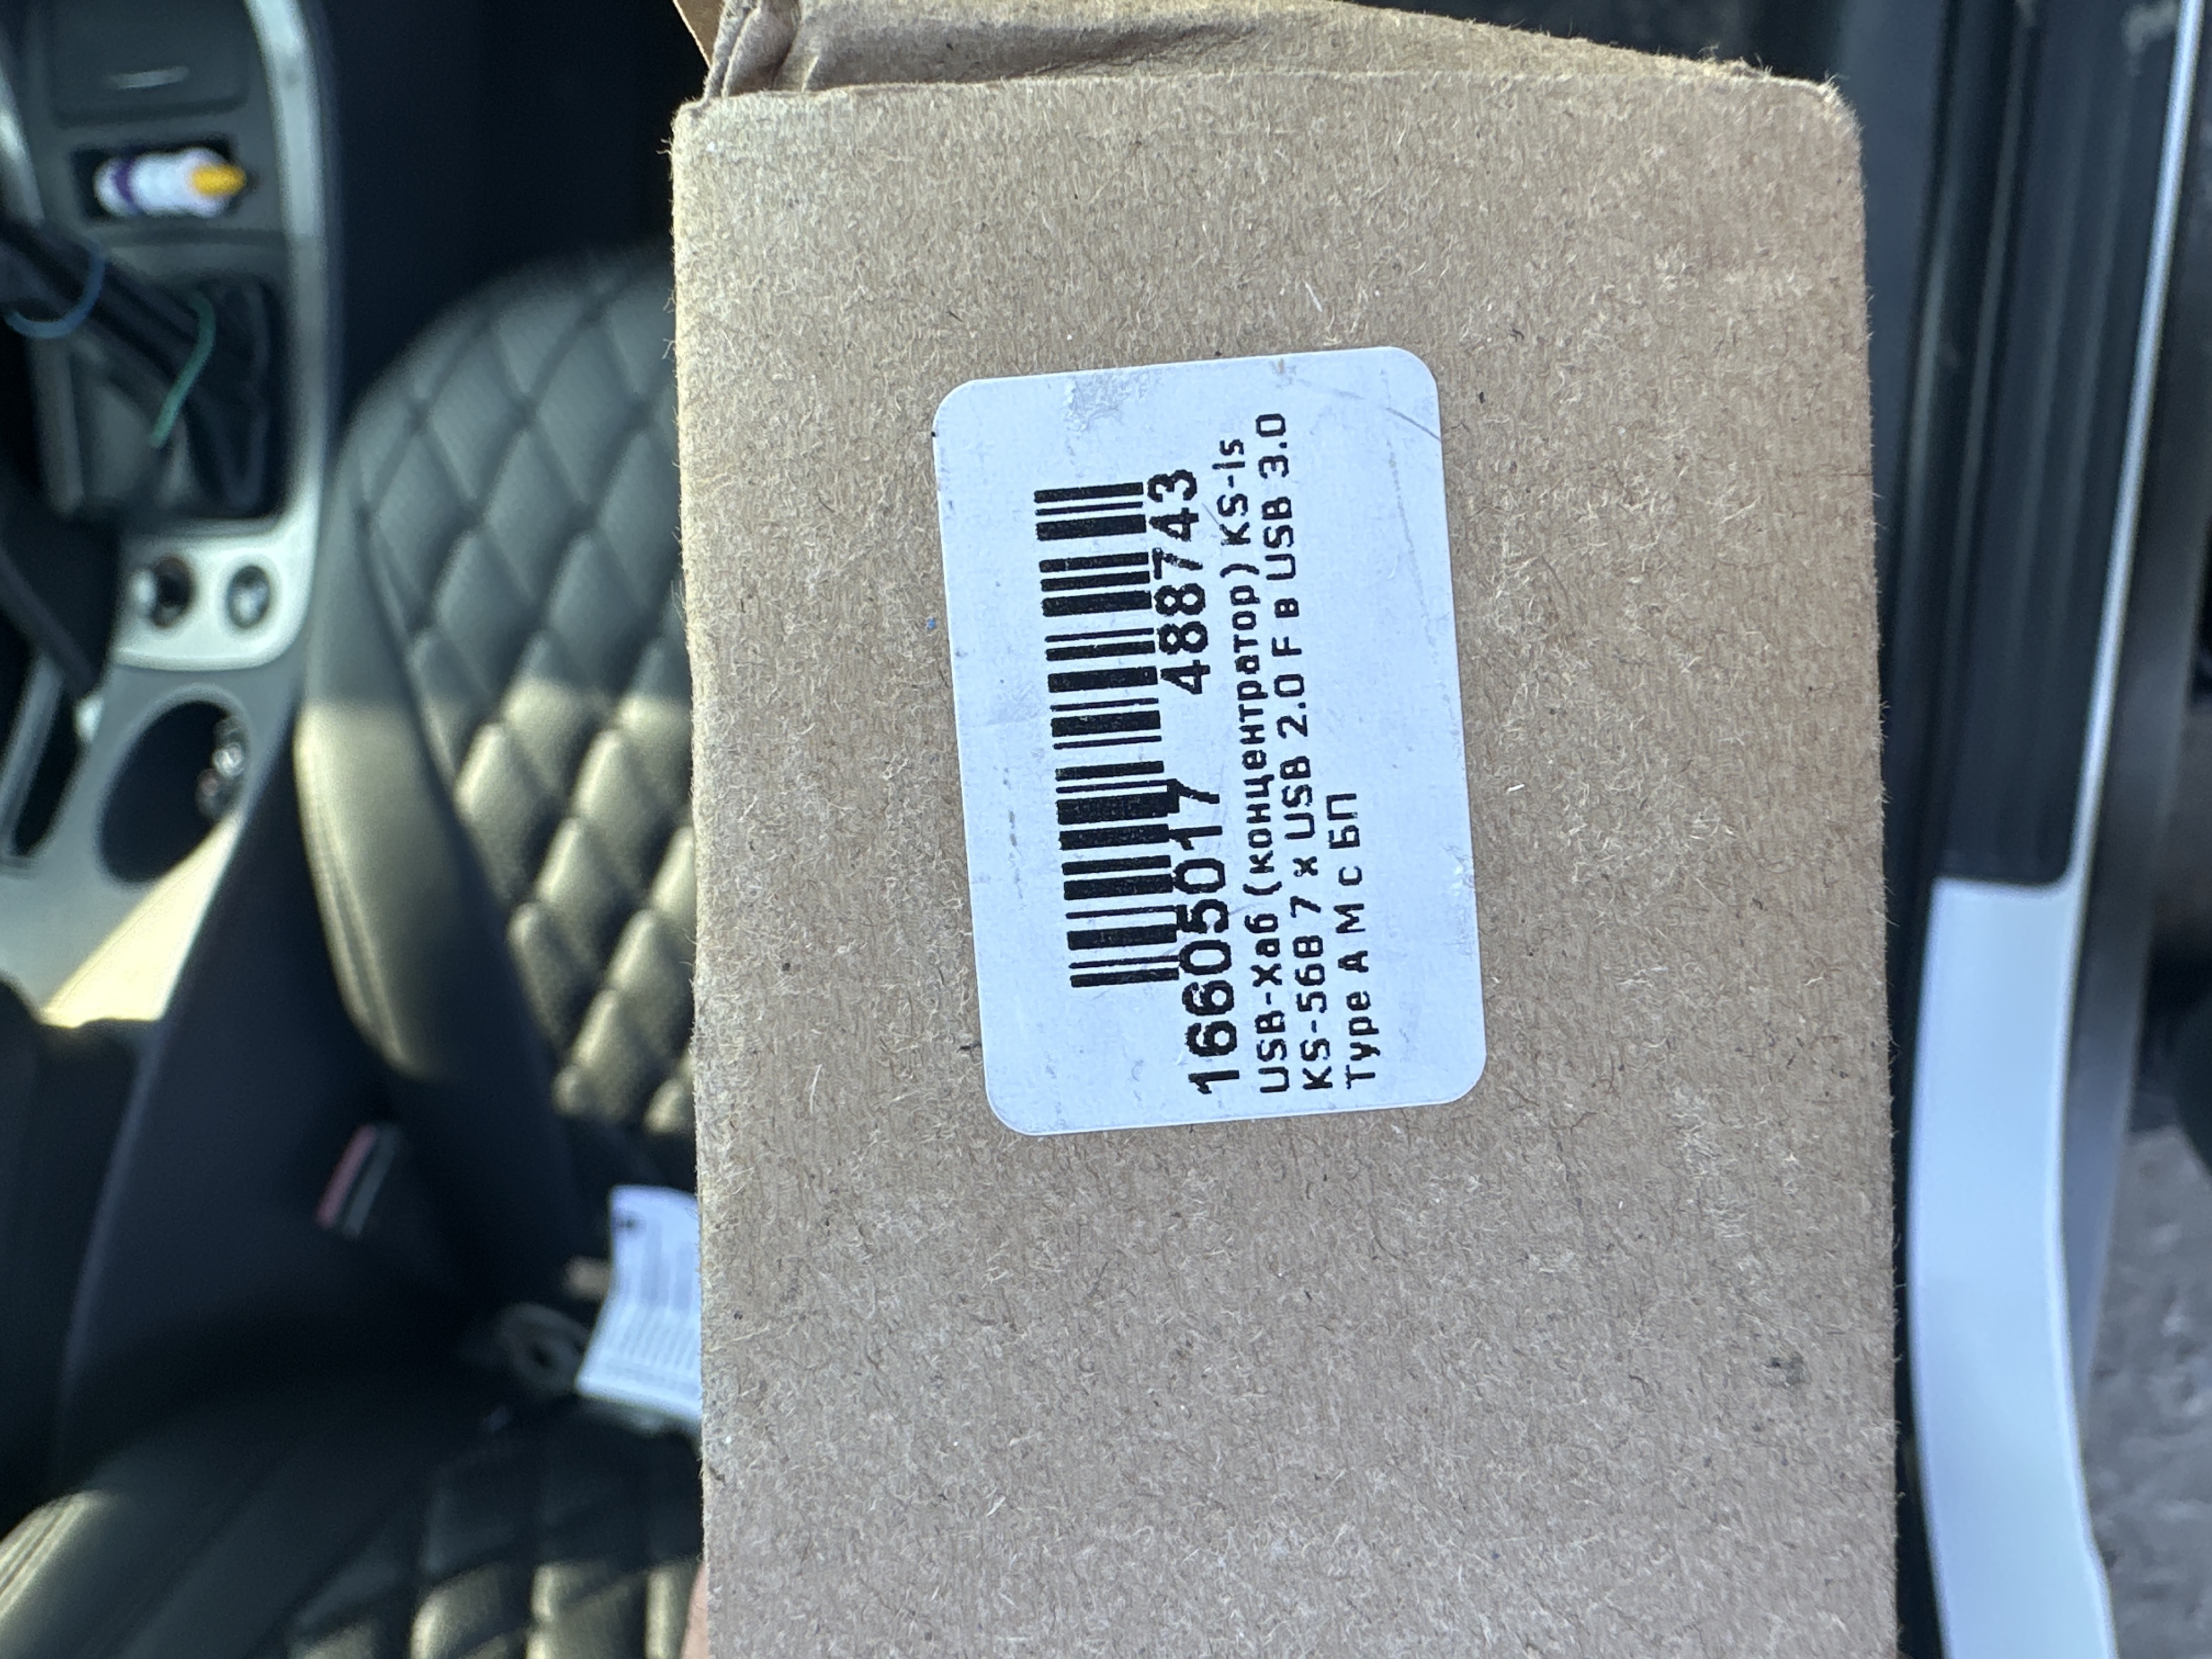 16605017 488743
USB-Хаб (концентратор) KS-is
KS-568 7 x USB 2.0 F в USB 3.0
Type A M с БП